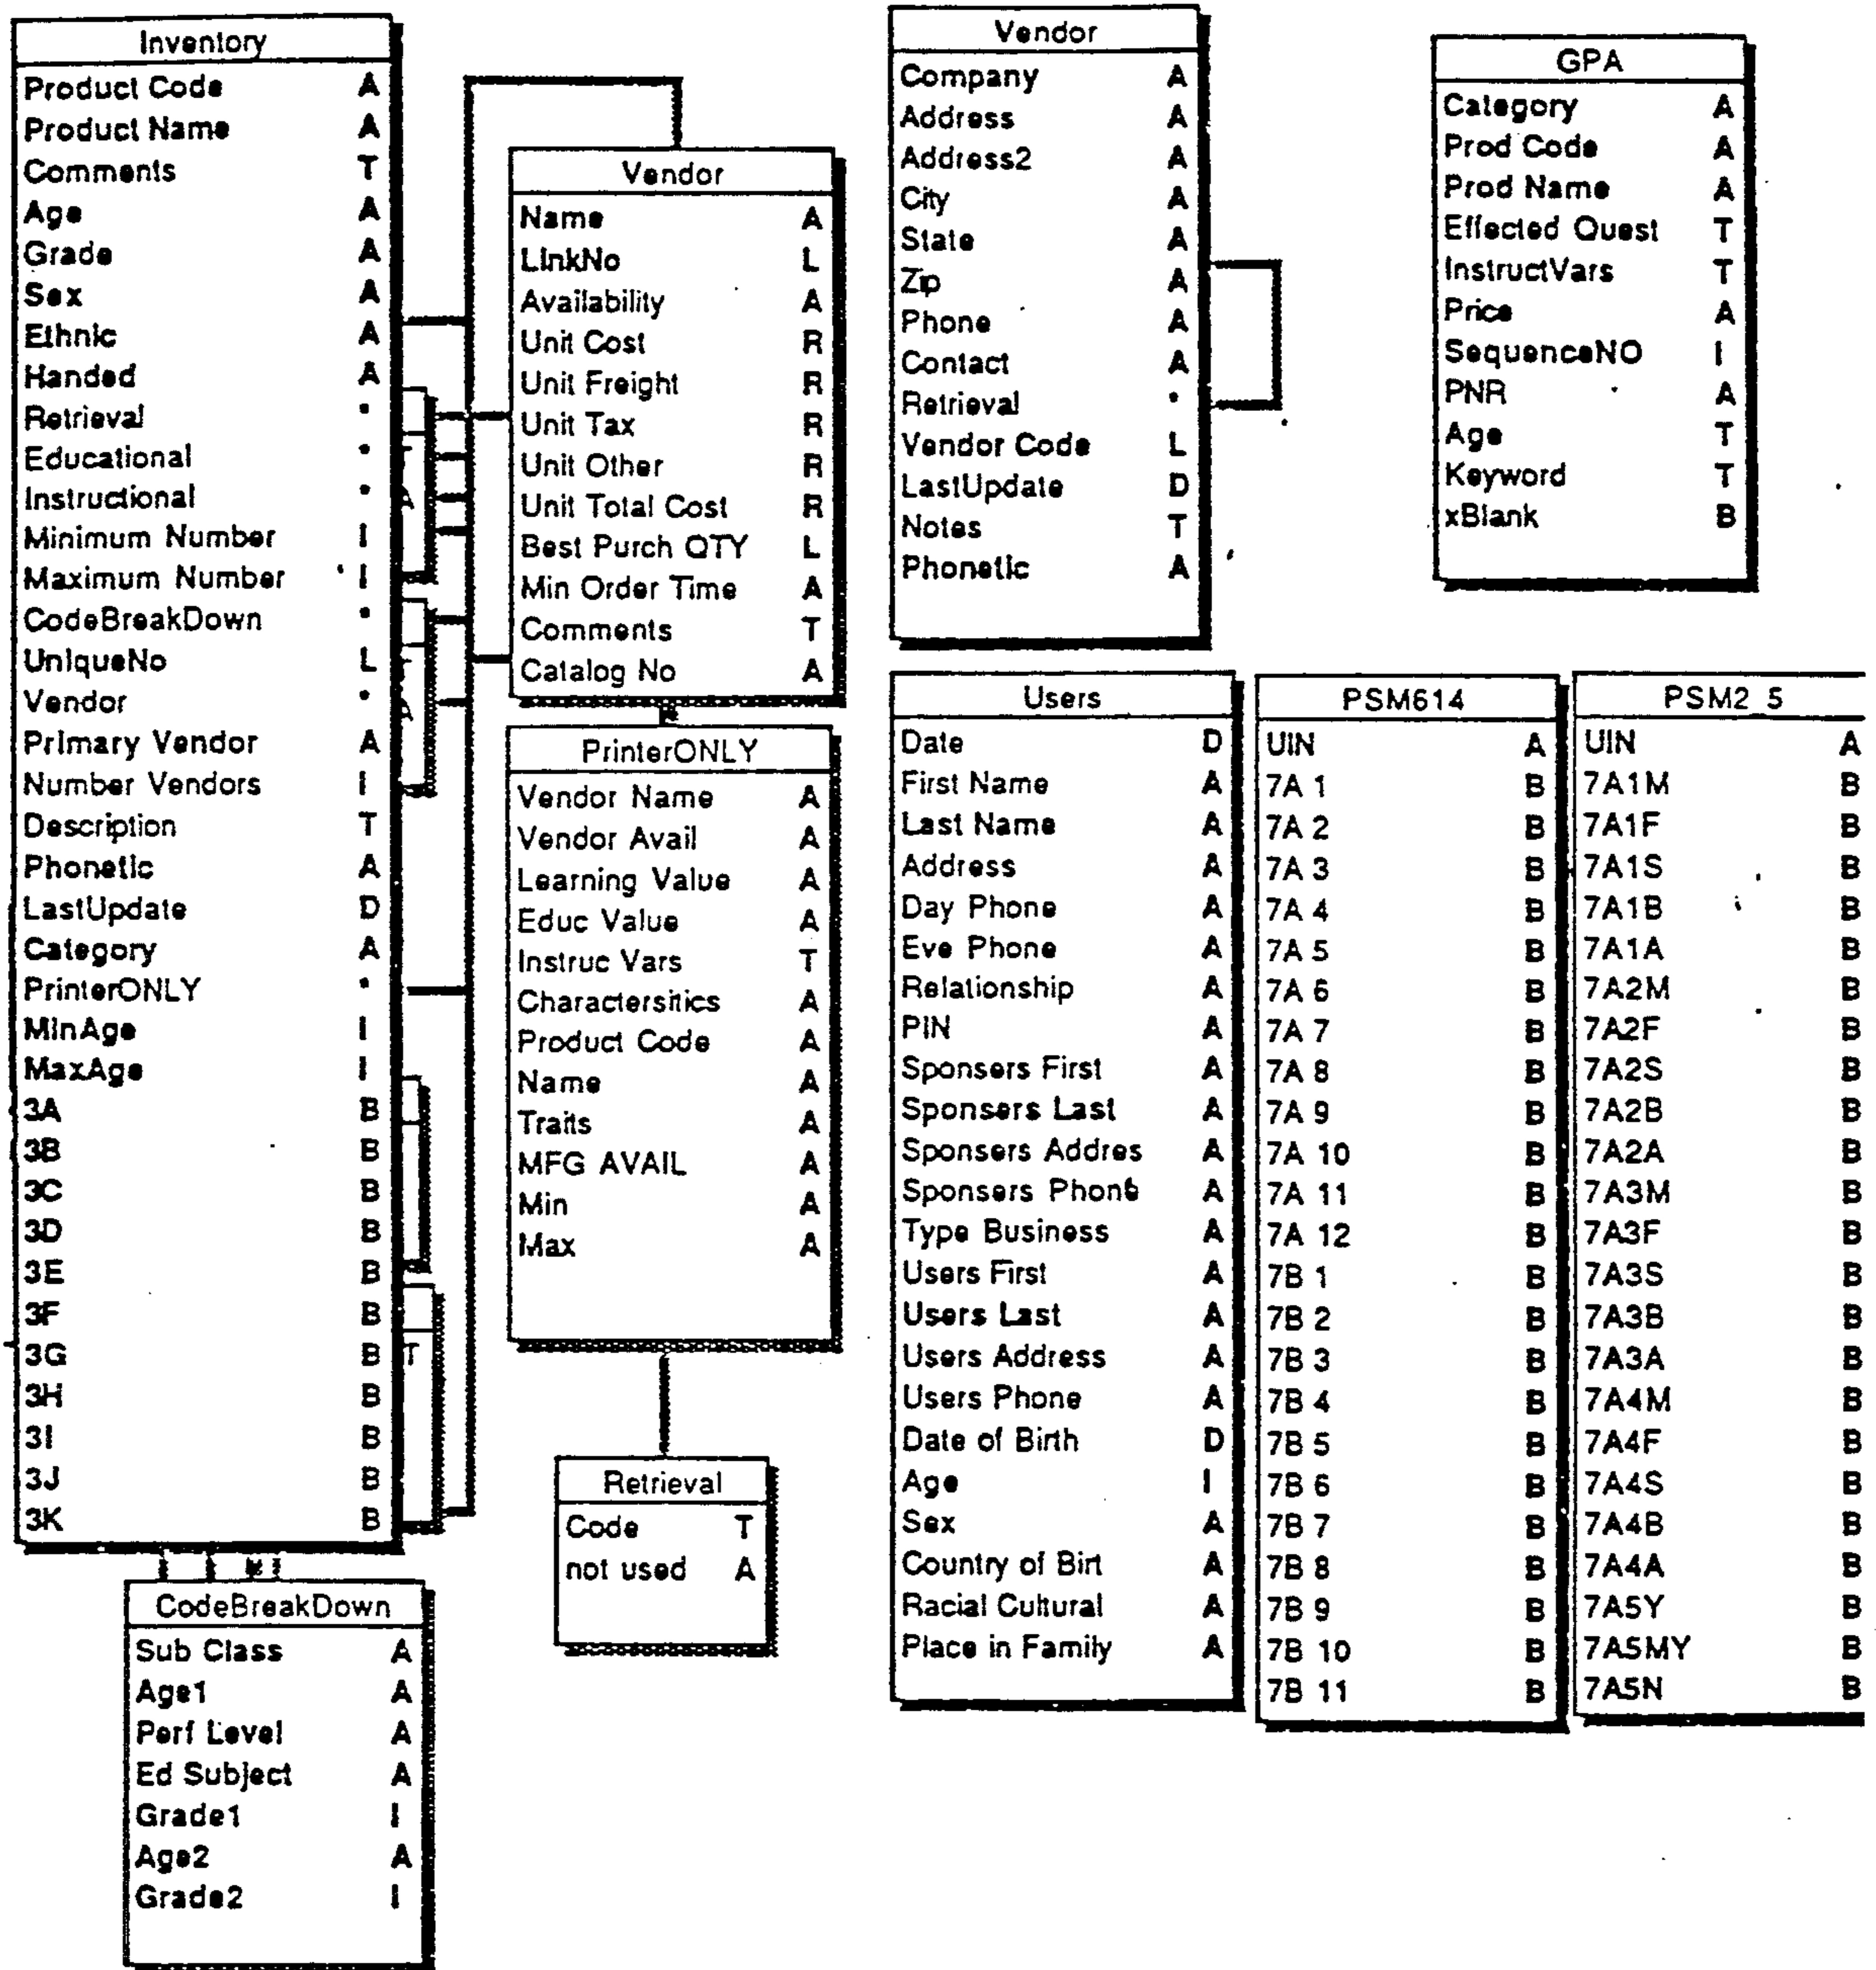 Inventory
Product Code A
Product Name A
Comments T
Age A
Grade A
Sex A
Ethnic A
Handed A
Retrieval *
Educational *
Instructional *
Minimum Number I
Maximum Number I
CodeBreakDown *
UniqueNo L
Vendor *
Primary Vendor A
Number Vendors I
Description T
Phonetic A
LastUpdate D
Category A
PrinterONLY *
MinAge I
MaxAge I
3A B
3B B
3C B
3D B
3E B
3F B
3G B
3H B
3I B
3J B
3K B
A
A
T
CodeBreakDown
Sub Class A
Age1 A
Perf Level A
Ed Subject A
Grade1 I
Age2 A
Grade2 I
Vendor
Name A
LinkNo L
Availability A
Unit Cost R
Unit Freight R
Unit Tax R
Unit Other R
Unit Total Cost R
Best Purch QTY L
Min Order Time A
Comments T
Catalog No A
PrinterONLY
Vendor Name A
Vendor Avail A
Learning Value A
Educ Value A
Instruc Vars T
Charactersitics A
Product Code A
Name A
Traits A
MFG AVAIL A
Min A
Max A
Retrieval
Code T
not used A
Vendor
Company A
Address A
Address2 A
City A
State A
Zip A
Phone A
Contact A
Retrieval *
Vendor Code L
LastUpdate D
Notes T
Phonetic A
GPA
Category A
Prod Code A
Prod Name A
Effected Quest T
InstructVars T
Price A
SequenceNO I
PNR A
Age T
Keyword T
xBlank B
Users
Date D
First Name A
Last Name A
Address A
Day Phone A
Eve Phone A
Relationship A
PIN A
Sponsers First A
Sponsers Last A
Sponsers Addres A
Sponsers Phone A
Type Business A
Users First A
Users Last A
Users Address A
Users Phone A
Date of Birth D
Age I
Sex A
Country of Birt A
Racial Cultural A
Place in Family A
PSM614
UIN A
7A 1 B
7A 2 B
7A 3 B
7A 4 B
7A 5 B
7A 6 B
7A 7 B
7A 8 B
7A 9 B
7A 10 B
7A 11 B
7A 12 B
7B 1 B
7B 2 B
7B 3 B
7B 4 B
7B 5 B
7B 6 B
7B 7 B
7B 8 B
7B 9 B
7B 10 B
7B 11 B
PSM2_5
UIN A
7A1M B
7A1F B
7A1S B
7A1B B
7A1A B
7A2M B
7A2F B
7A2S B
7A2B B
7A2A B
7A3M B
7A3F B
7A3S B
7A3B B
7A3A B
7A4M B
7A4F B
7A4S B
7A4B B
7A4A B
7A5Y B
7A5MY B
7A5N B